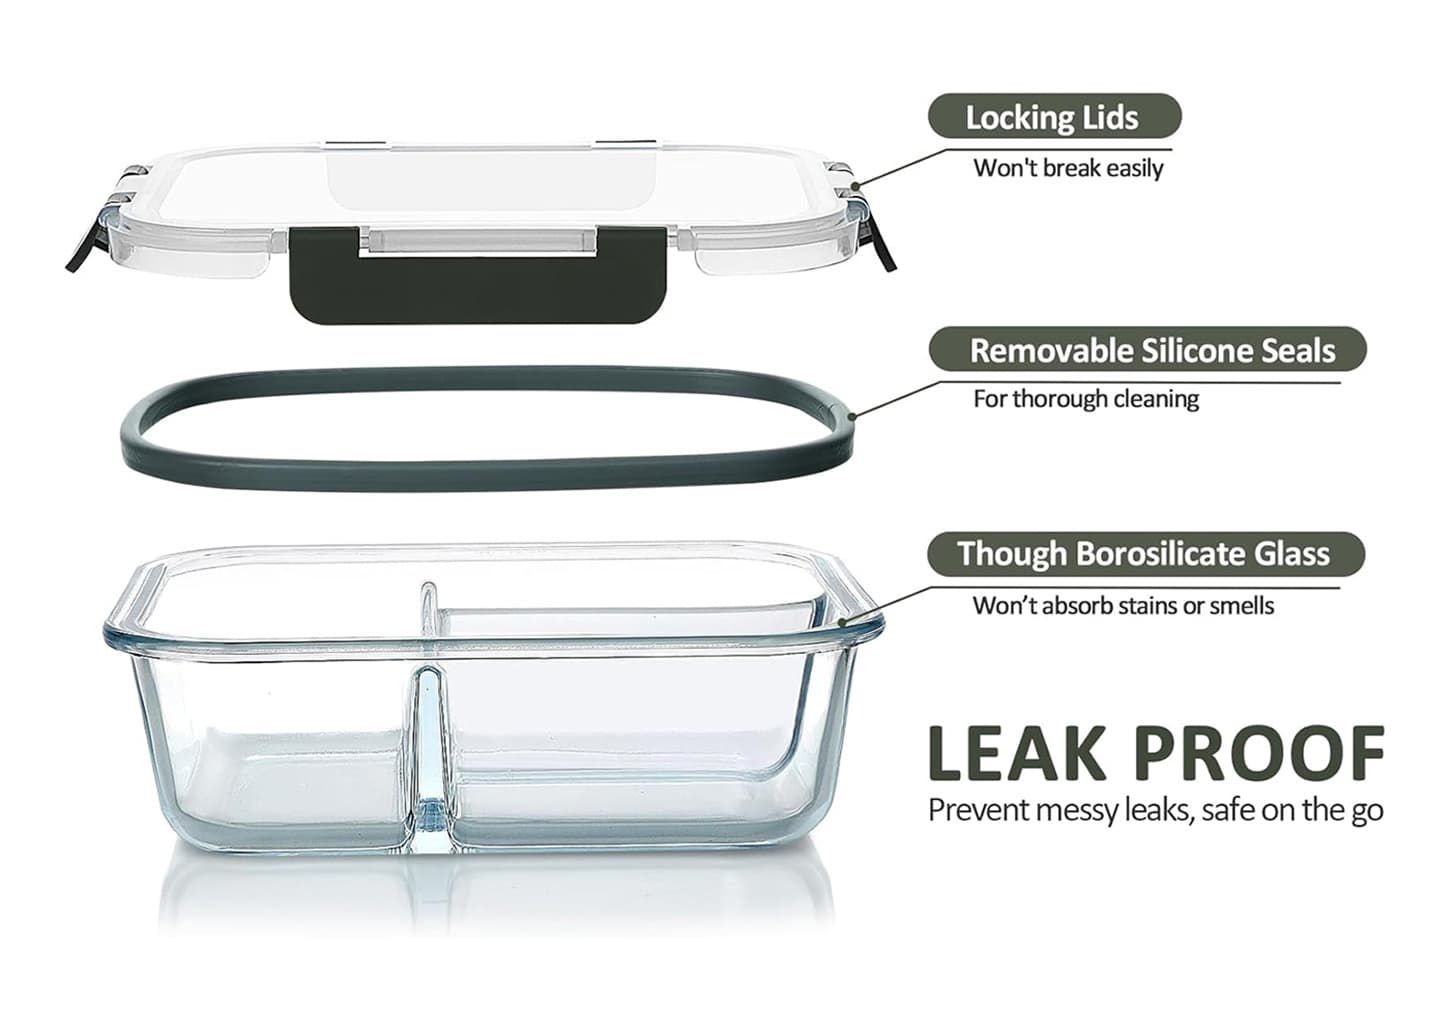 Locking Lids
Won't break easily
Removable Silicone Seals
For thorough cleaning
Though Borosilicate Glass
Won’t absorb stains or smells
LEAK PROOF
Prevent messy leaks, safe on the go